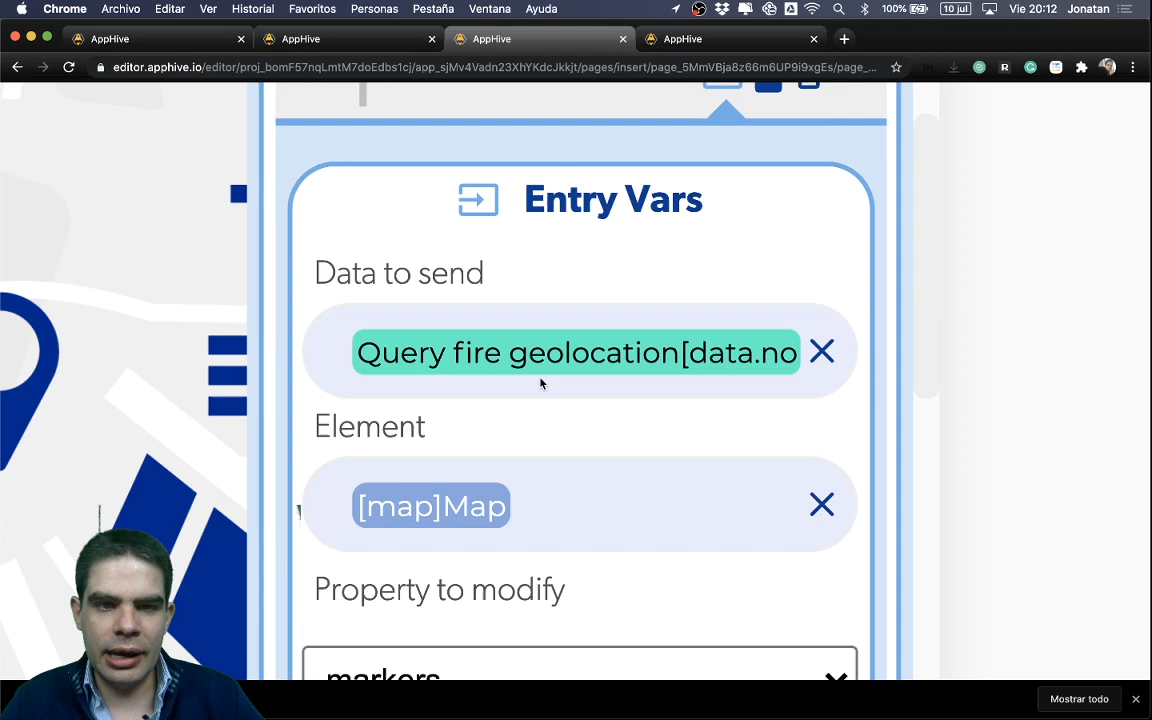 Chrome Archivo Editar Ver Historial Favoritos Personas Pestaña Ventana Ayuda 100% 10 jul Vie 20:12 Jonatan
AppHive AppHive AppHive AppHive
editor.apphive.io/editor/proj_bomF57nqLmtM7doEdbs1cj/app_sjMv4Vadn23XhYKdcJkkjt/pages/insert/page_5MmVBja8z66m6UP9i9xgEs/page_...
Entry Vars
Data to send
Query fire geolocation[data.no
Element
[map]Map
Property to modify
markers
Mostrar todo